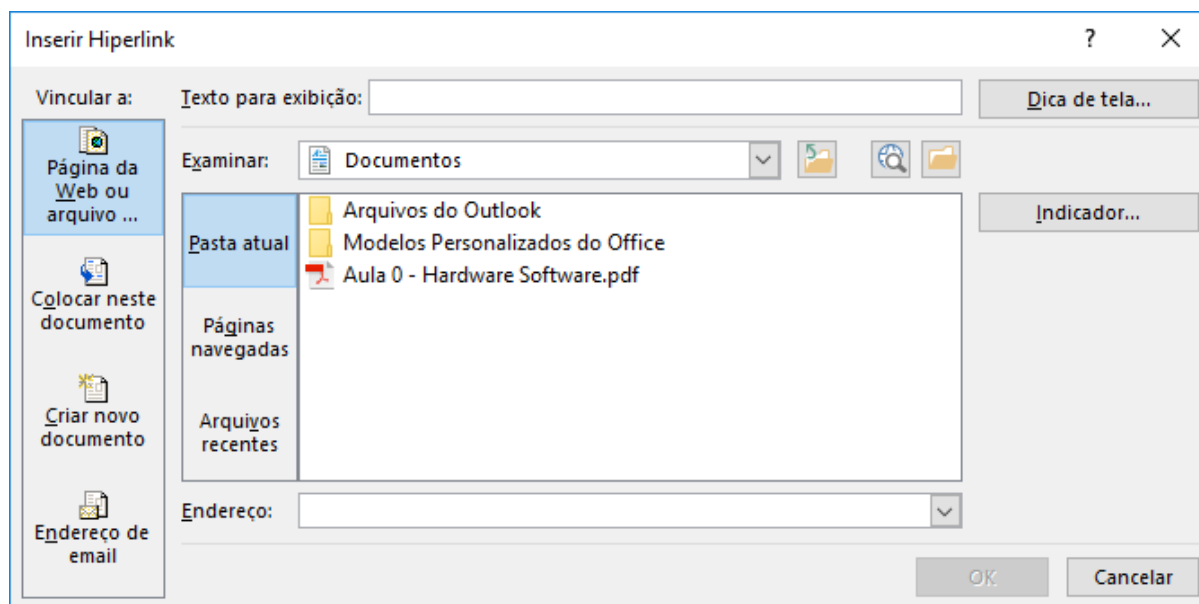 Inserir Hiperlink
?
Vincular a:
Texto para exibição:
Dica de tela...
Página da
Web ou
arquivo ...
Examinar:
Documentos
Indicador...
Pasta atual
Arquivos do Outlook
Modelos Personalizados do Office
Aula 0 - Hardware Software.pdf
Colocar neste
documento
Páginas
navegadas
Criar novo
documento
Arquivos
recentes
Endereço de
email
Endereço:
OK
Cancelar